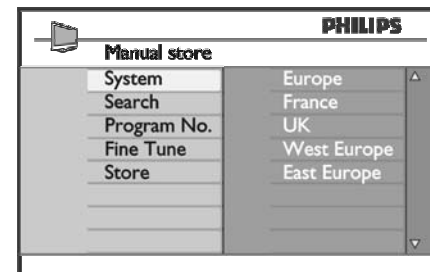 PHILIPS
Manual store
System
Search
Program No.
Fine Tune
Store
Europe
France
UK
West Europe
East Europe